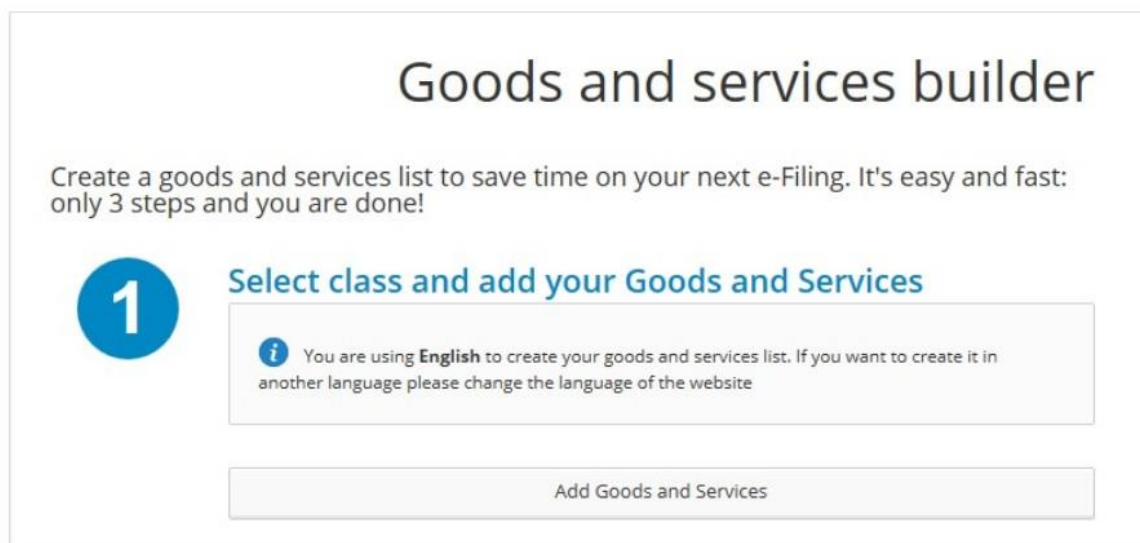 Goods and services builder
Create a goods and services list to save time on your next e-Filing. It's easy and fast:
only 3 steps and you are done!
1
Select class and add your Goods and Services
i You are using English to create your goods and services list. If you want to create it in
another language please change the language of the website
Add Goods and Services